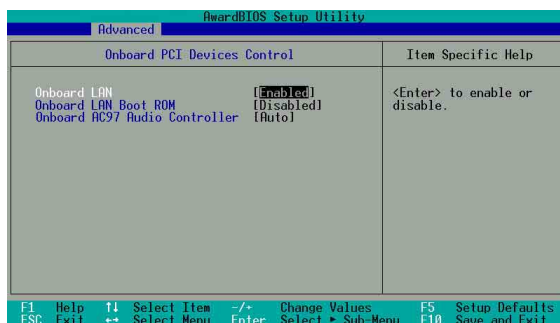 AwardBIOS Setup Utility
Advanced
Onboard PCI Devices Control
Item Specific Help
Onboard LAN [Enabled]
Onboard LAN Boot ROM [Disabled]
Onboard AC97 Audio Controller [Auto]
<Enter> to enable or
disable.
F1 Help ↑↓ Select Item -/+ Change Values F5 Setup Defaults
ESC Exit ←→ Select Menu Enter Select ► Sub-Menu F10 Save and Exit